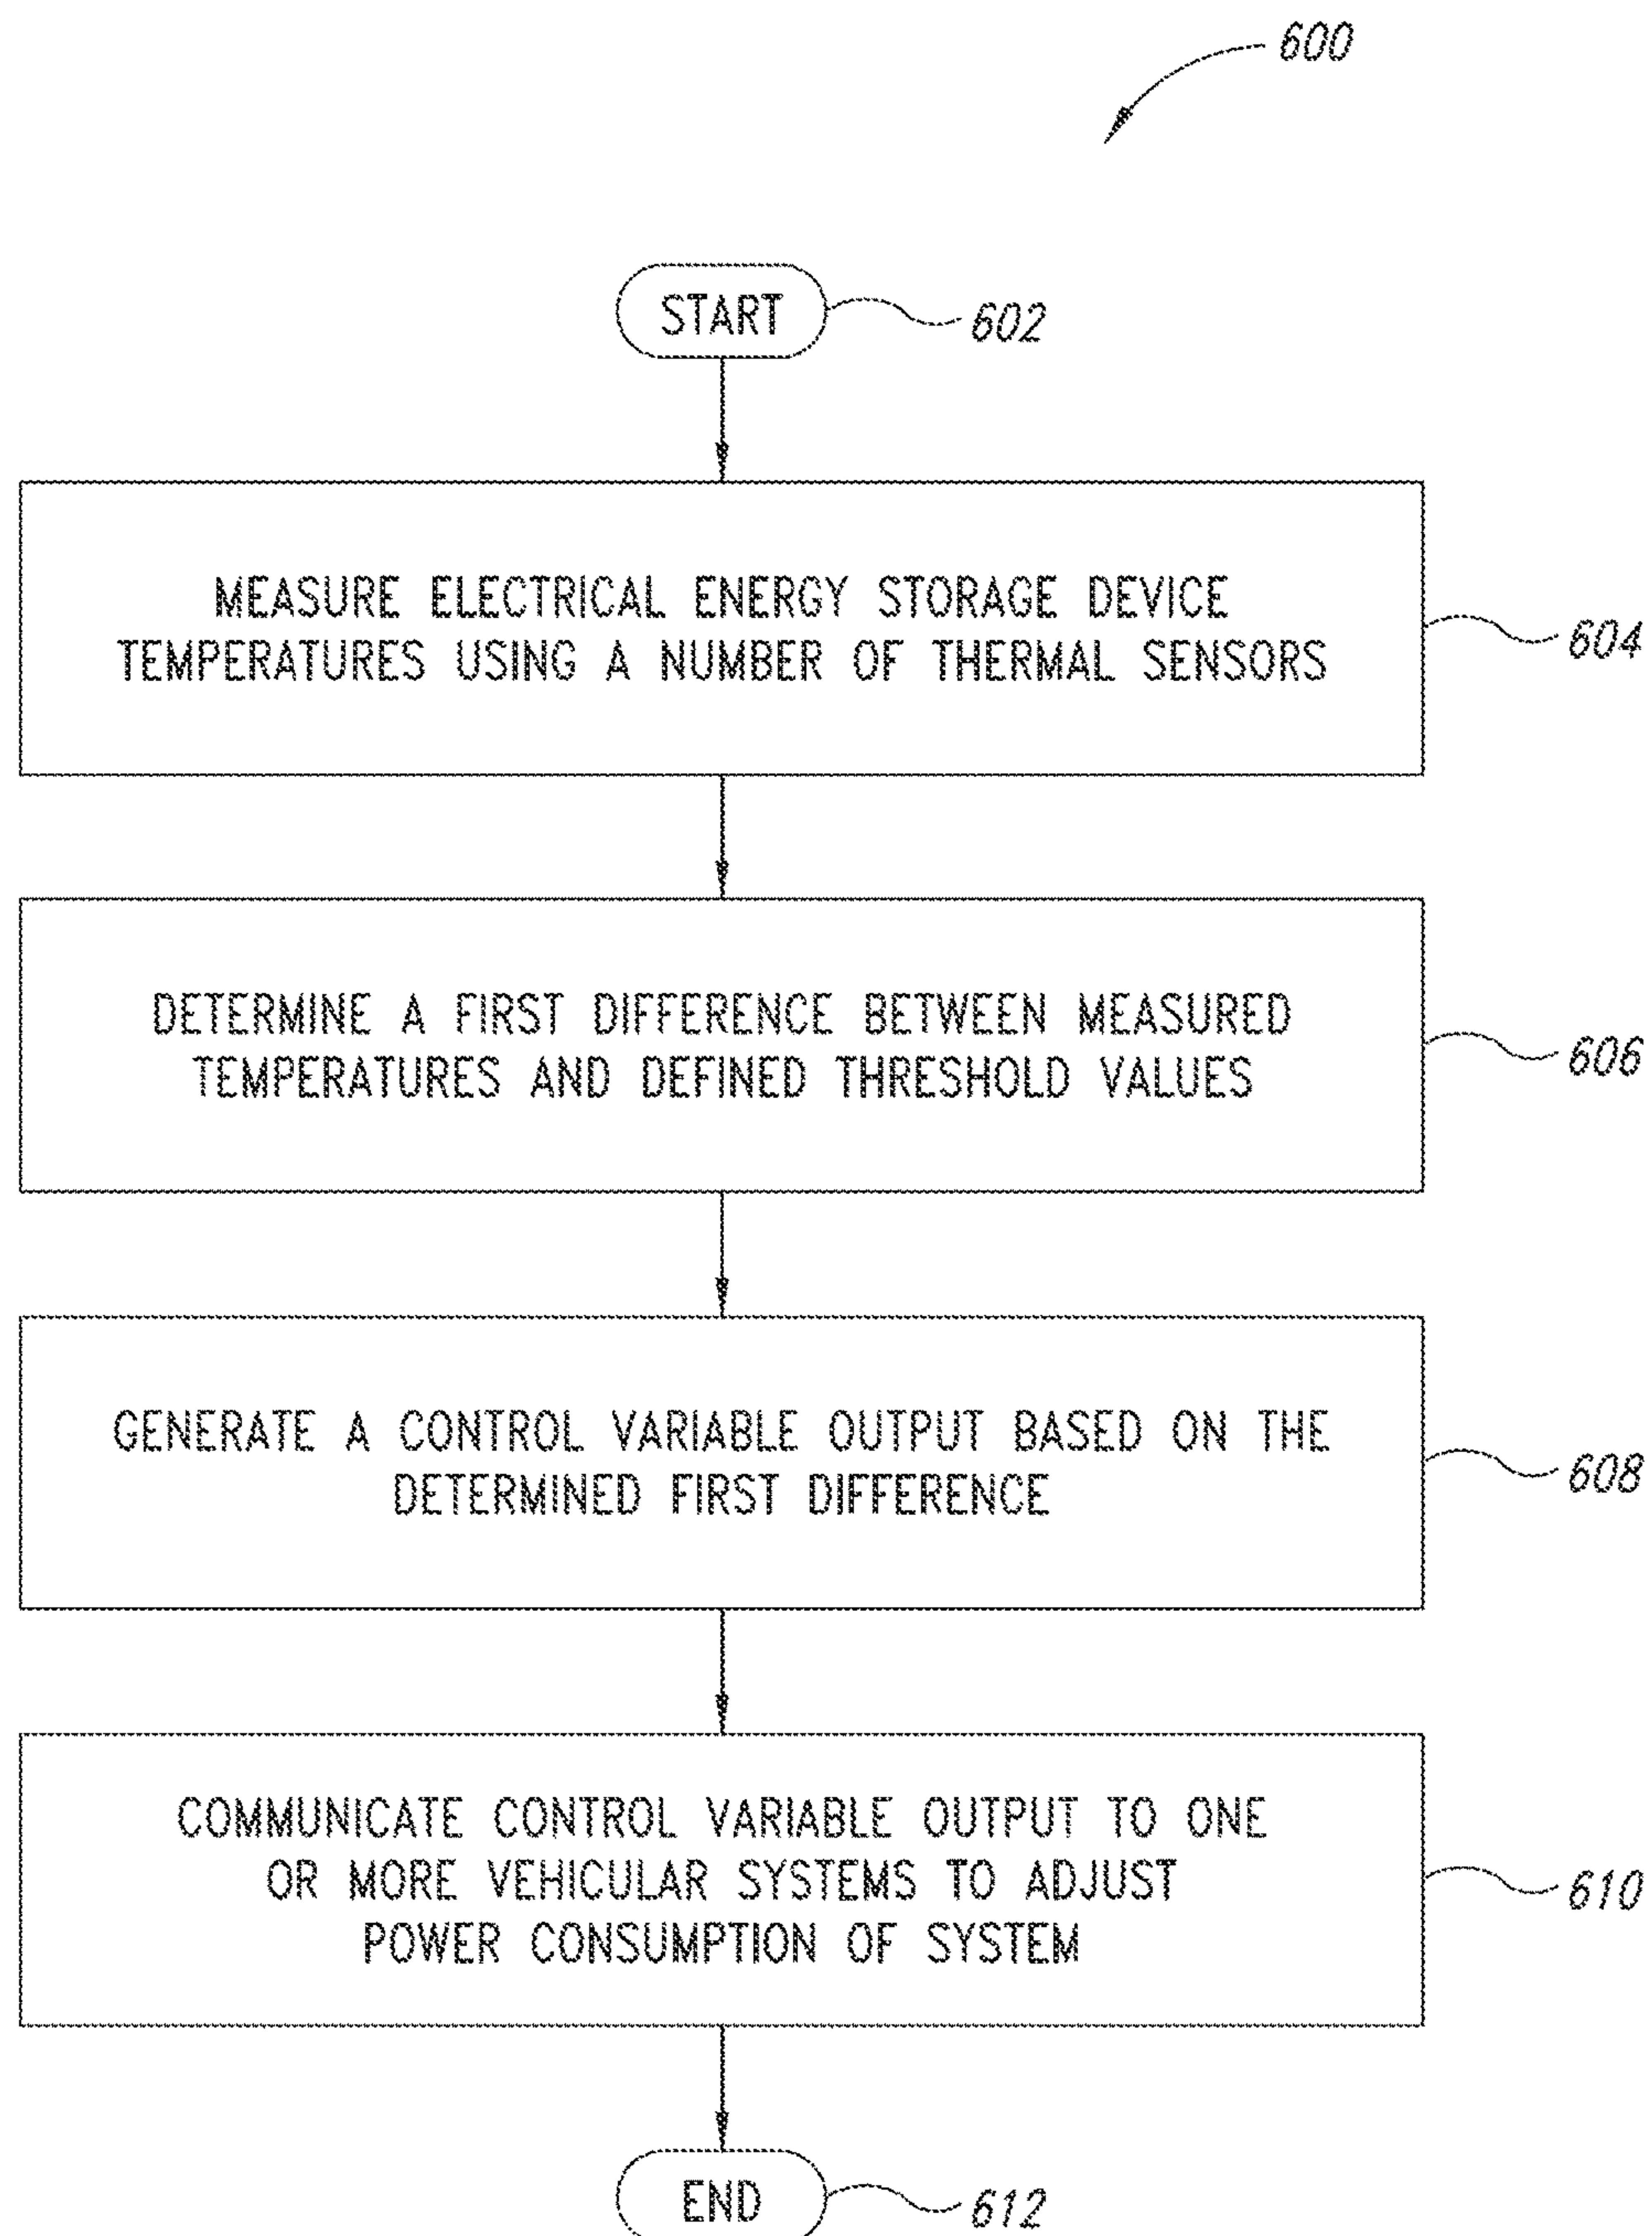 600
START
602
MEASURE ELECTRICAL ENERGY STORAGE DEVICE
TEMPERATURES USING A NUMBER OF THERMAL SENSORS
604
DETERMINE A FIRST DIFFERENCE BETWEEN MEASURED
TEMPERATURES AND DEFINED THRESHOLD VALUES
606
GENERATE A CONTROL VARIABLE OUTPUT BASED ON THE
DETERMINED FIRST DIFFERENCE
608
COMMUNICATE CONTROL VARIABLE OUTPUT TO ONE
OR MORE VEHICULAR SYSTEMS TO ADJUST
POWER CONSUMPTION OF SYSTEM
610
END
612